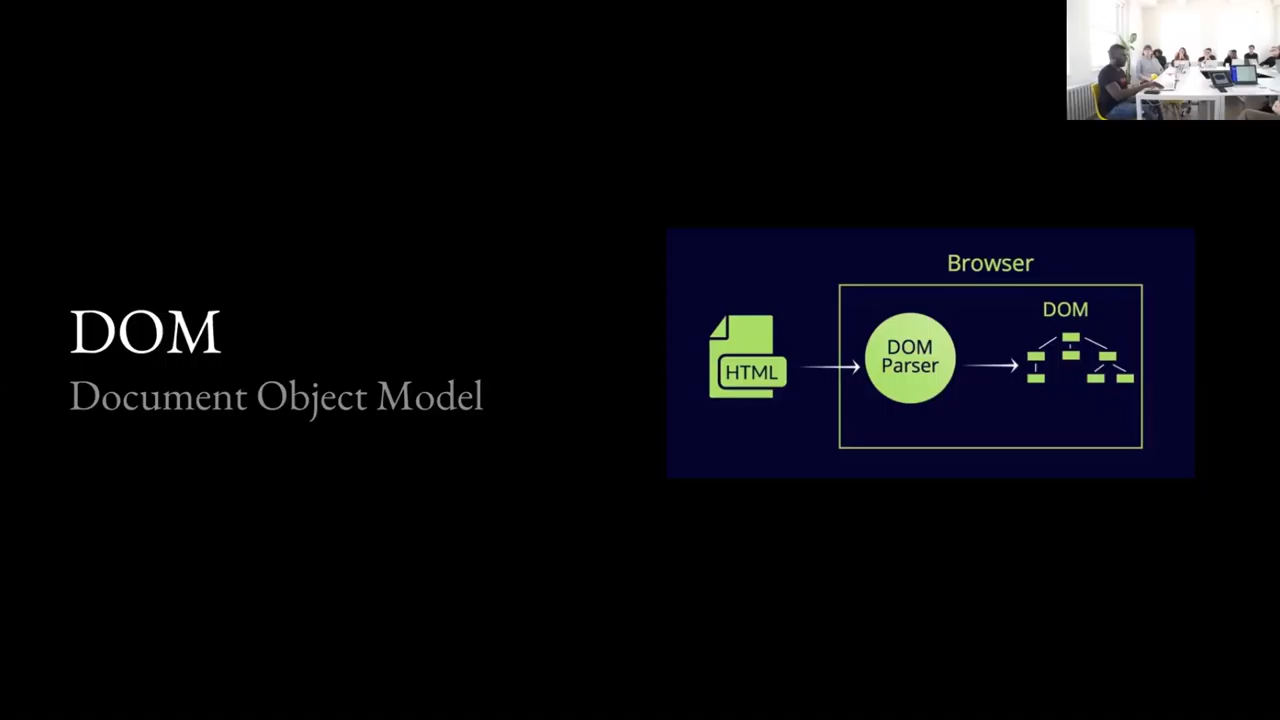 DOM
Document Object Model
Browser
HTML
DOM
Parser
DOM